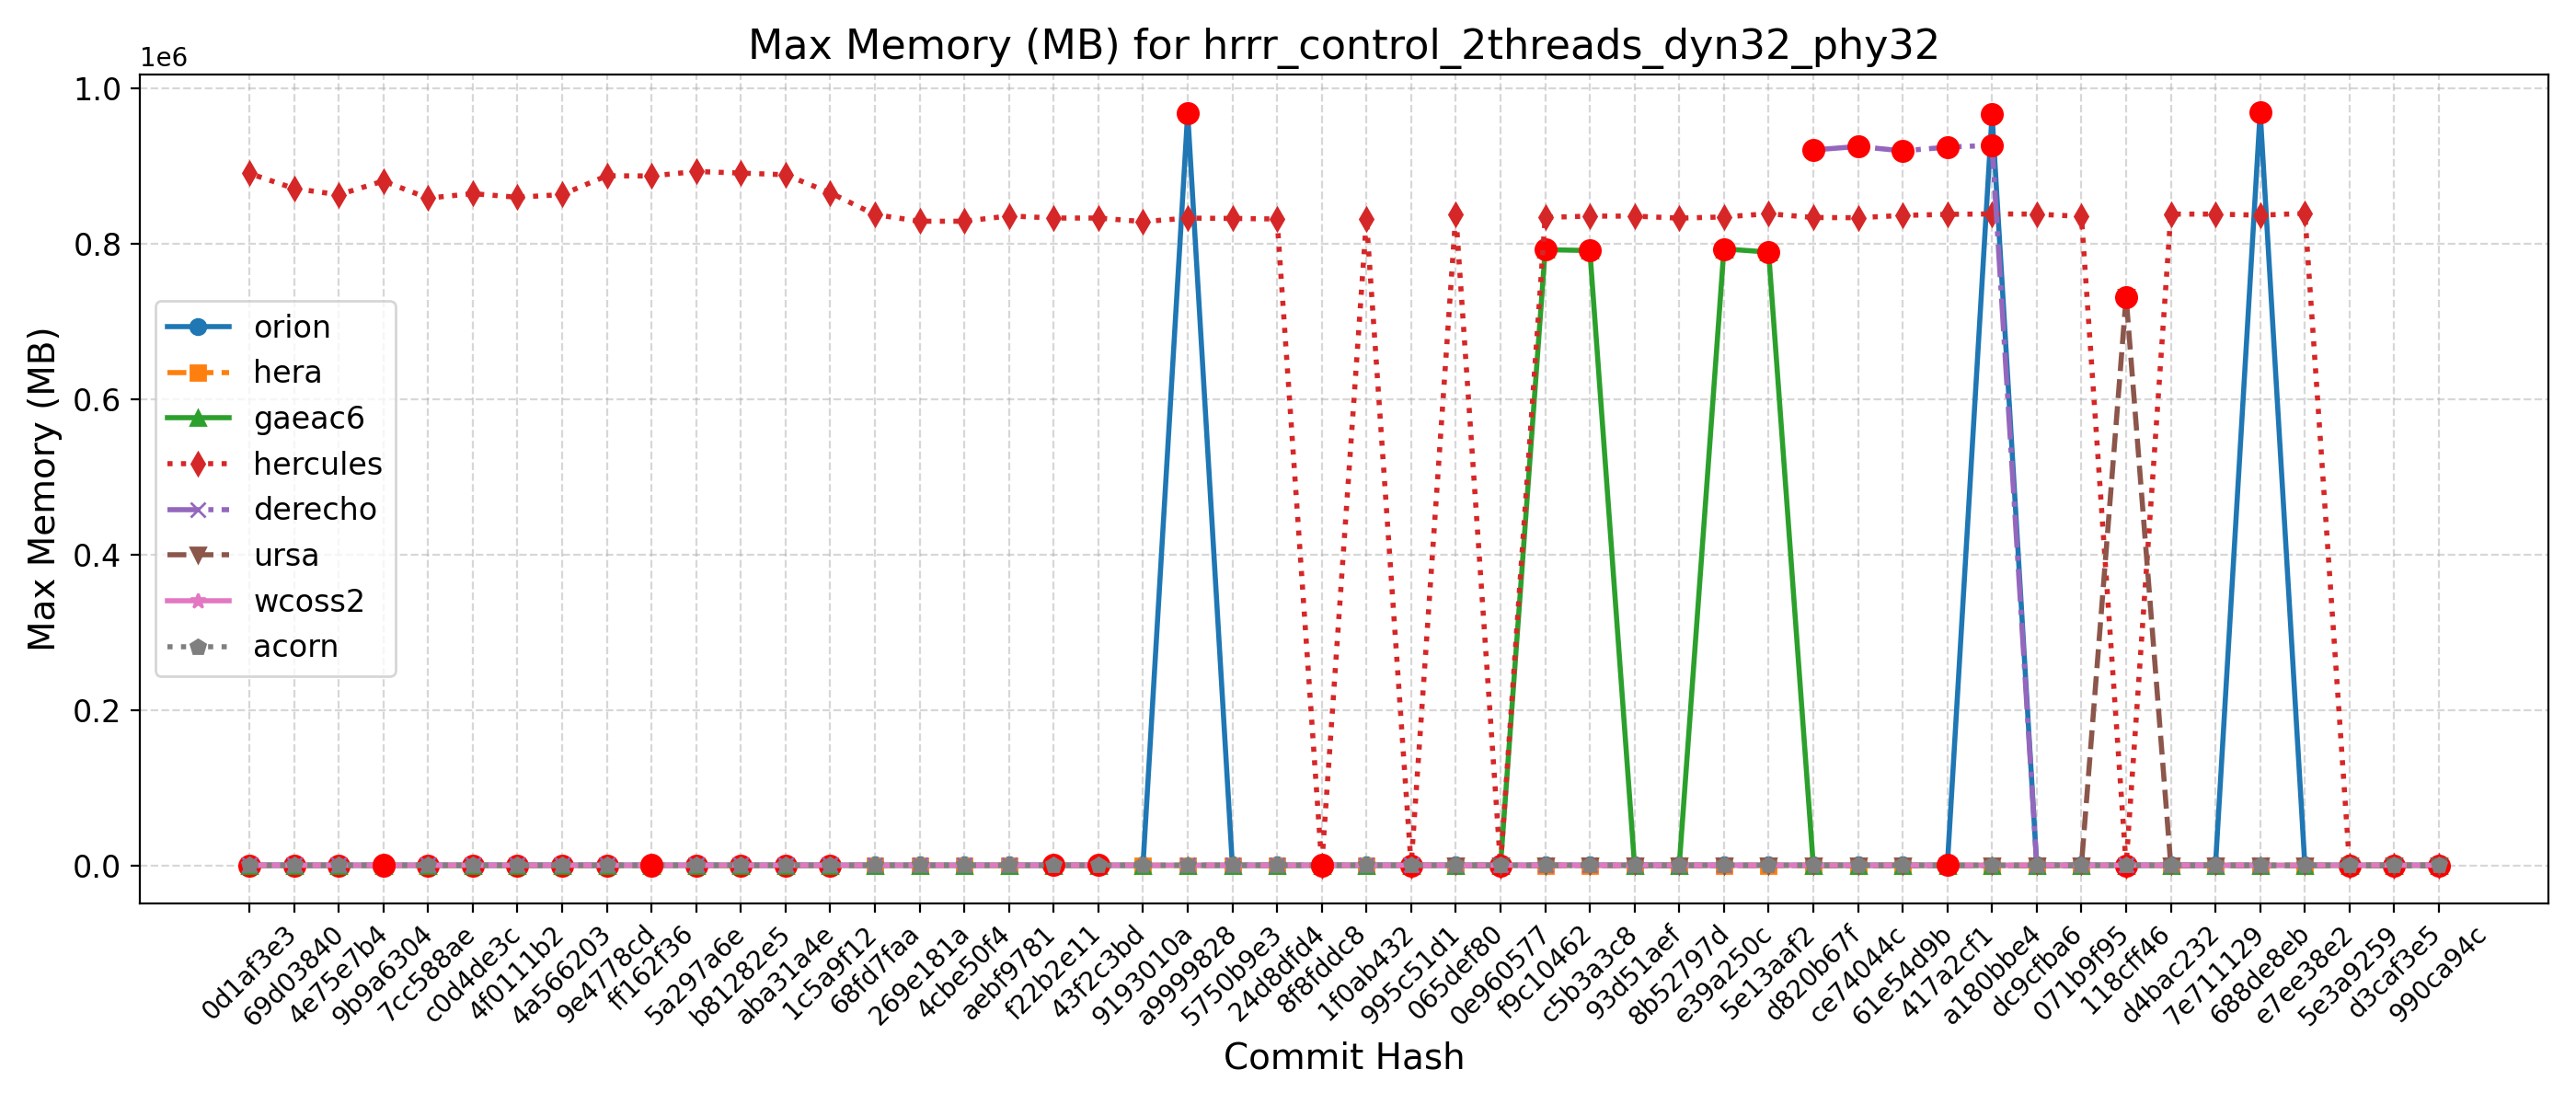 Max Memory (MB) for hrrr_control_2threads_dyn32_phy32
1e6
1.0
0.8
0.6
0.4
0.2
0.0
Max Memory (MB)
orion
hera
gaeac6
hercules
derecho
ursa
wcoss2
acorn
0d1af3e3
69d03840
4e75e7b4
9b9a6304
7cc588ae
c0d4de3c
4f0111b2
4a566203
9e4778cd
ff162f36
5a297a6e
b81282e5
aba31a4e
1c5a9f12
68fd7faa
269e181a
4cbe50f4
aebf9781
f22b2e11
43f2c3bd
9193010a
a9999828
5750b9e3
24d8dfd4
8f8fddc8
1f0ab432
995c51d1
065def80
0e960577
f9c10462
c5b3a3c8
93d51aef
8b52797d
e39a250c
5e13aaf2
d820b67f
ce74044c
61e54d9b
417a2cf1
a180bbe4
dc9cfba6
071b9f95
118cff46
d4bac232
7e711129
688de8eb
e7ee38e2
5e3a9259
d3caf3e5
990ca94c
Commit Hash